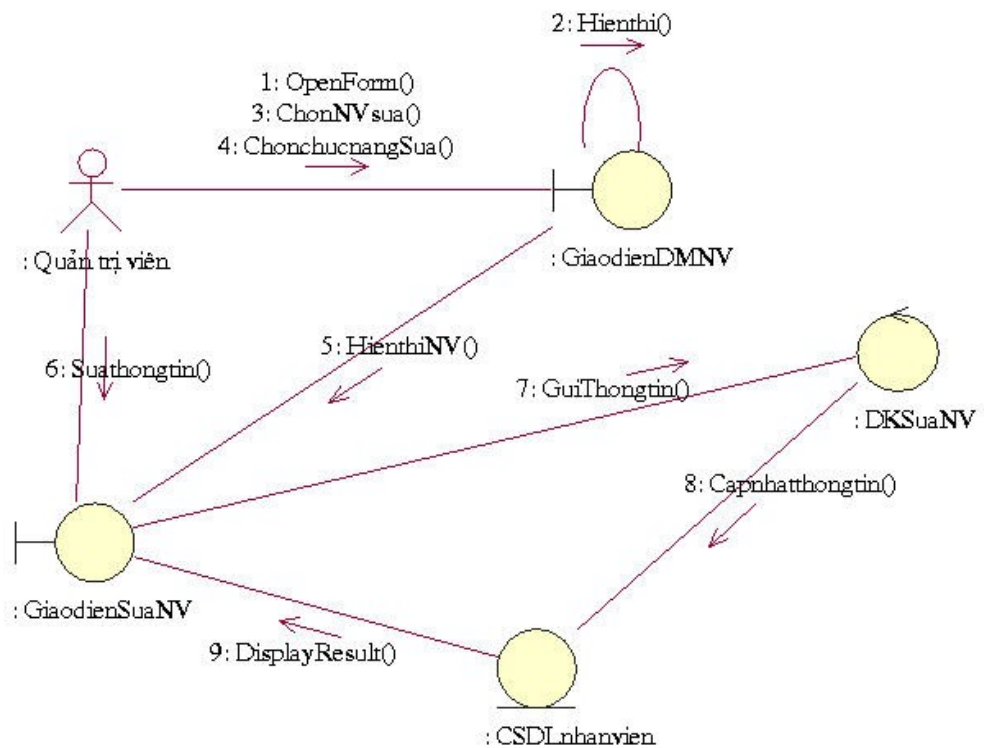 2: Hienthi()
1: OpenForm()
3: ChonNVsua()
4: ChonchucnangSua()
: Quản trị viên
: GiaodienDMNV
5: HienthiNV()
6: Suathongtin()
7: GuiThongtin()
: DKSuaNV
8: Capnhatthongtin()
: GiaodienSuaNV
9: DisplayResult()
: CSDLnhanvien